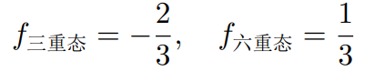 f三重态 = -2/3, f六重态 = 1/3